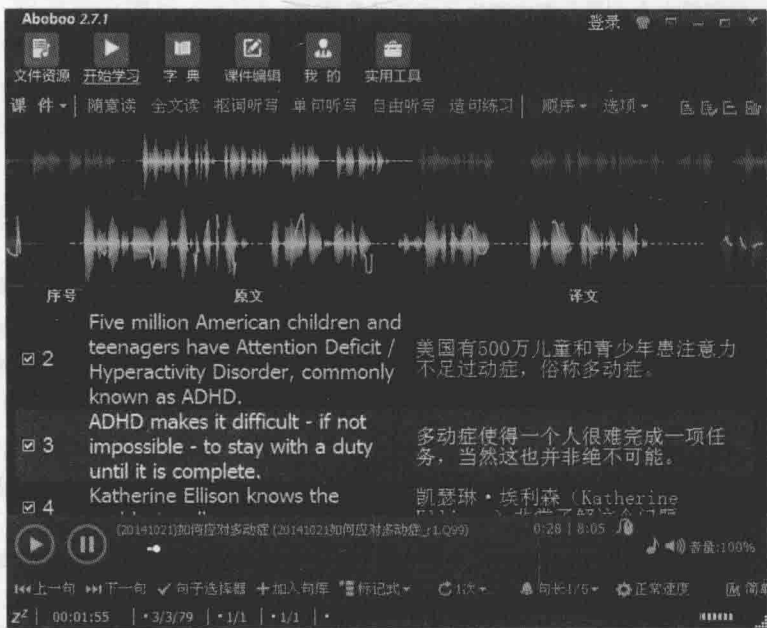 Aboboo 2.7.1
登录
文件资源 开始学习 字 典 课件编辑 我 的 实用工具
课 件 随意读 全文读 抠词听写 单句听写 自由听写 造句练习 顺序 选项
序号 原文 译文
Five million American children and
teenagers have Attention Deficit / 美国有500万儿童和青少年患注意力
2 Hyperactivity Disorder, commonly 不足过动症，俗称多动症。
known as ADHD.
ADHD makes it difficult - if not
3 impossible - to stay with a duty 多动症使得一个人很难完成一项任
until it is complete. 务，当然这也并非绝不可能。
4 Katherine Ellison knows the 凯瑟琳·埃利森（Katherine
(20141021)如何应对多动症 (20141021如何应对多动症_r1.Q99) 0:28 | 8:05
音量:100%
上一句 下一句 句子选择器 加入句库 标记式 1次 句长1/5 正常速度 简单
00:01:55 3/3/79 1/1 1/1